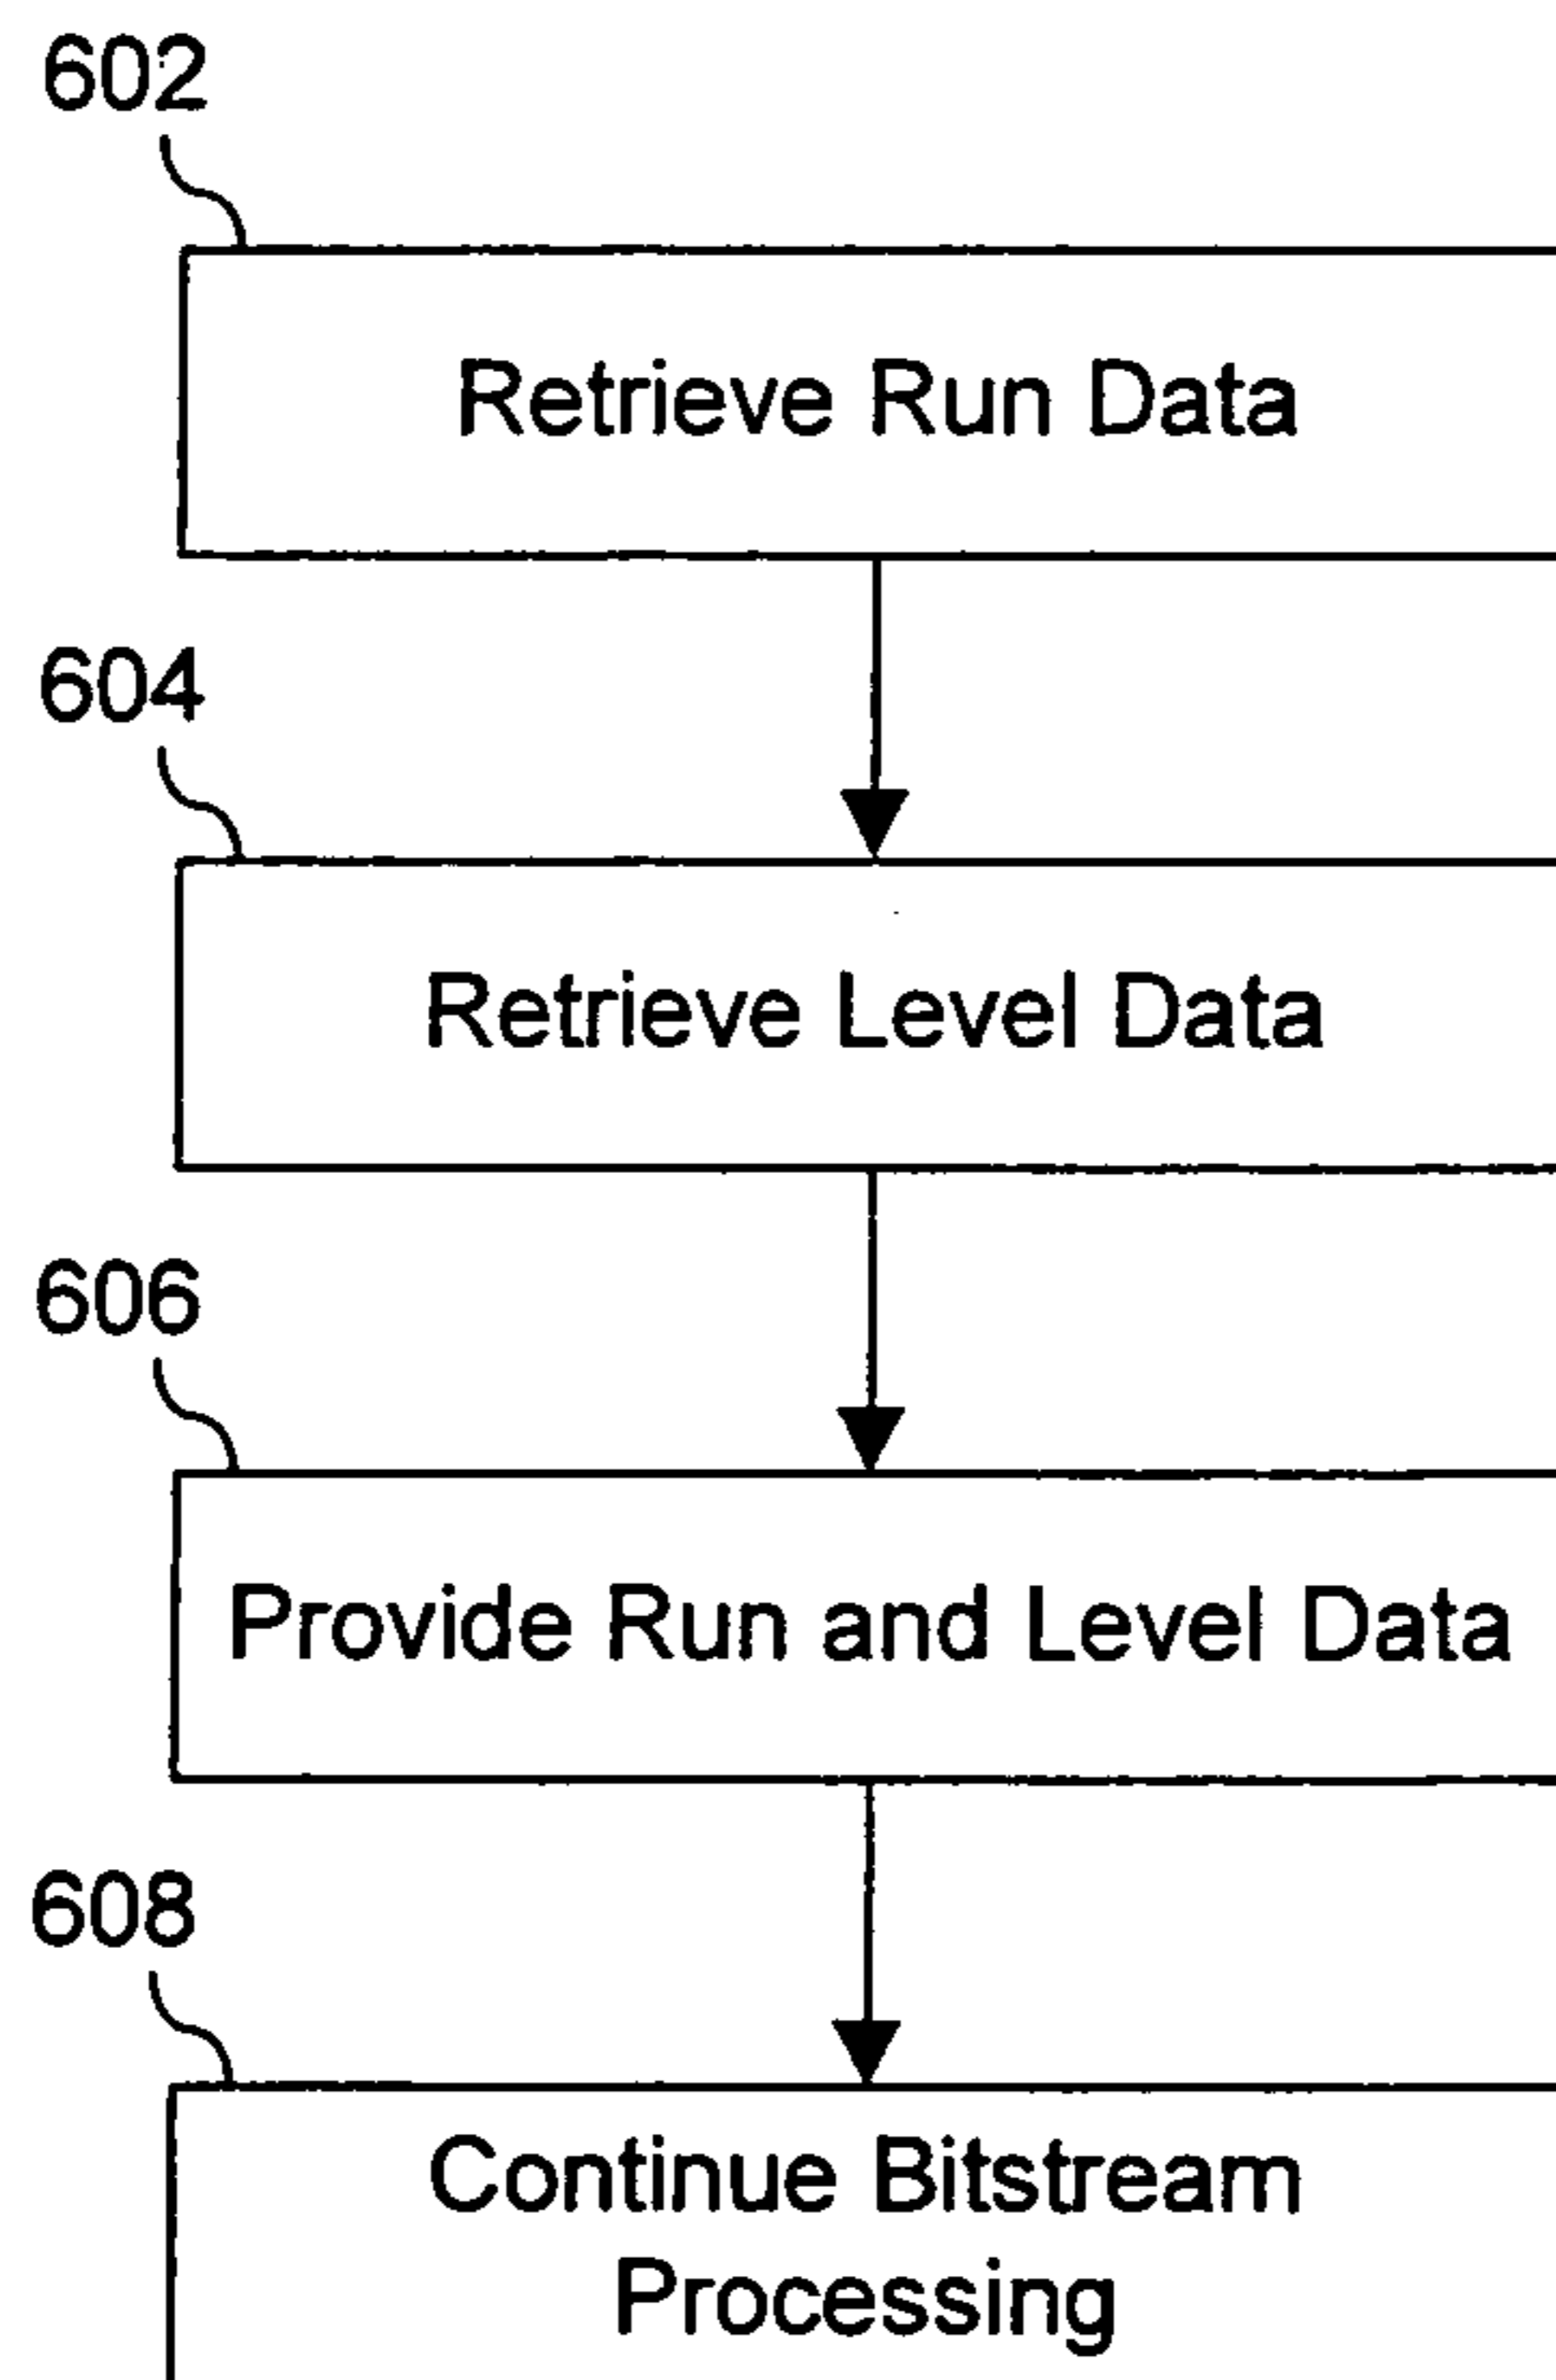 602
Retrieve Run Data
604
Retrieve Level Data
606
Provide Run and Level Data
608
Continue Bitstream
Processing